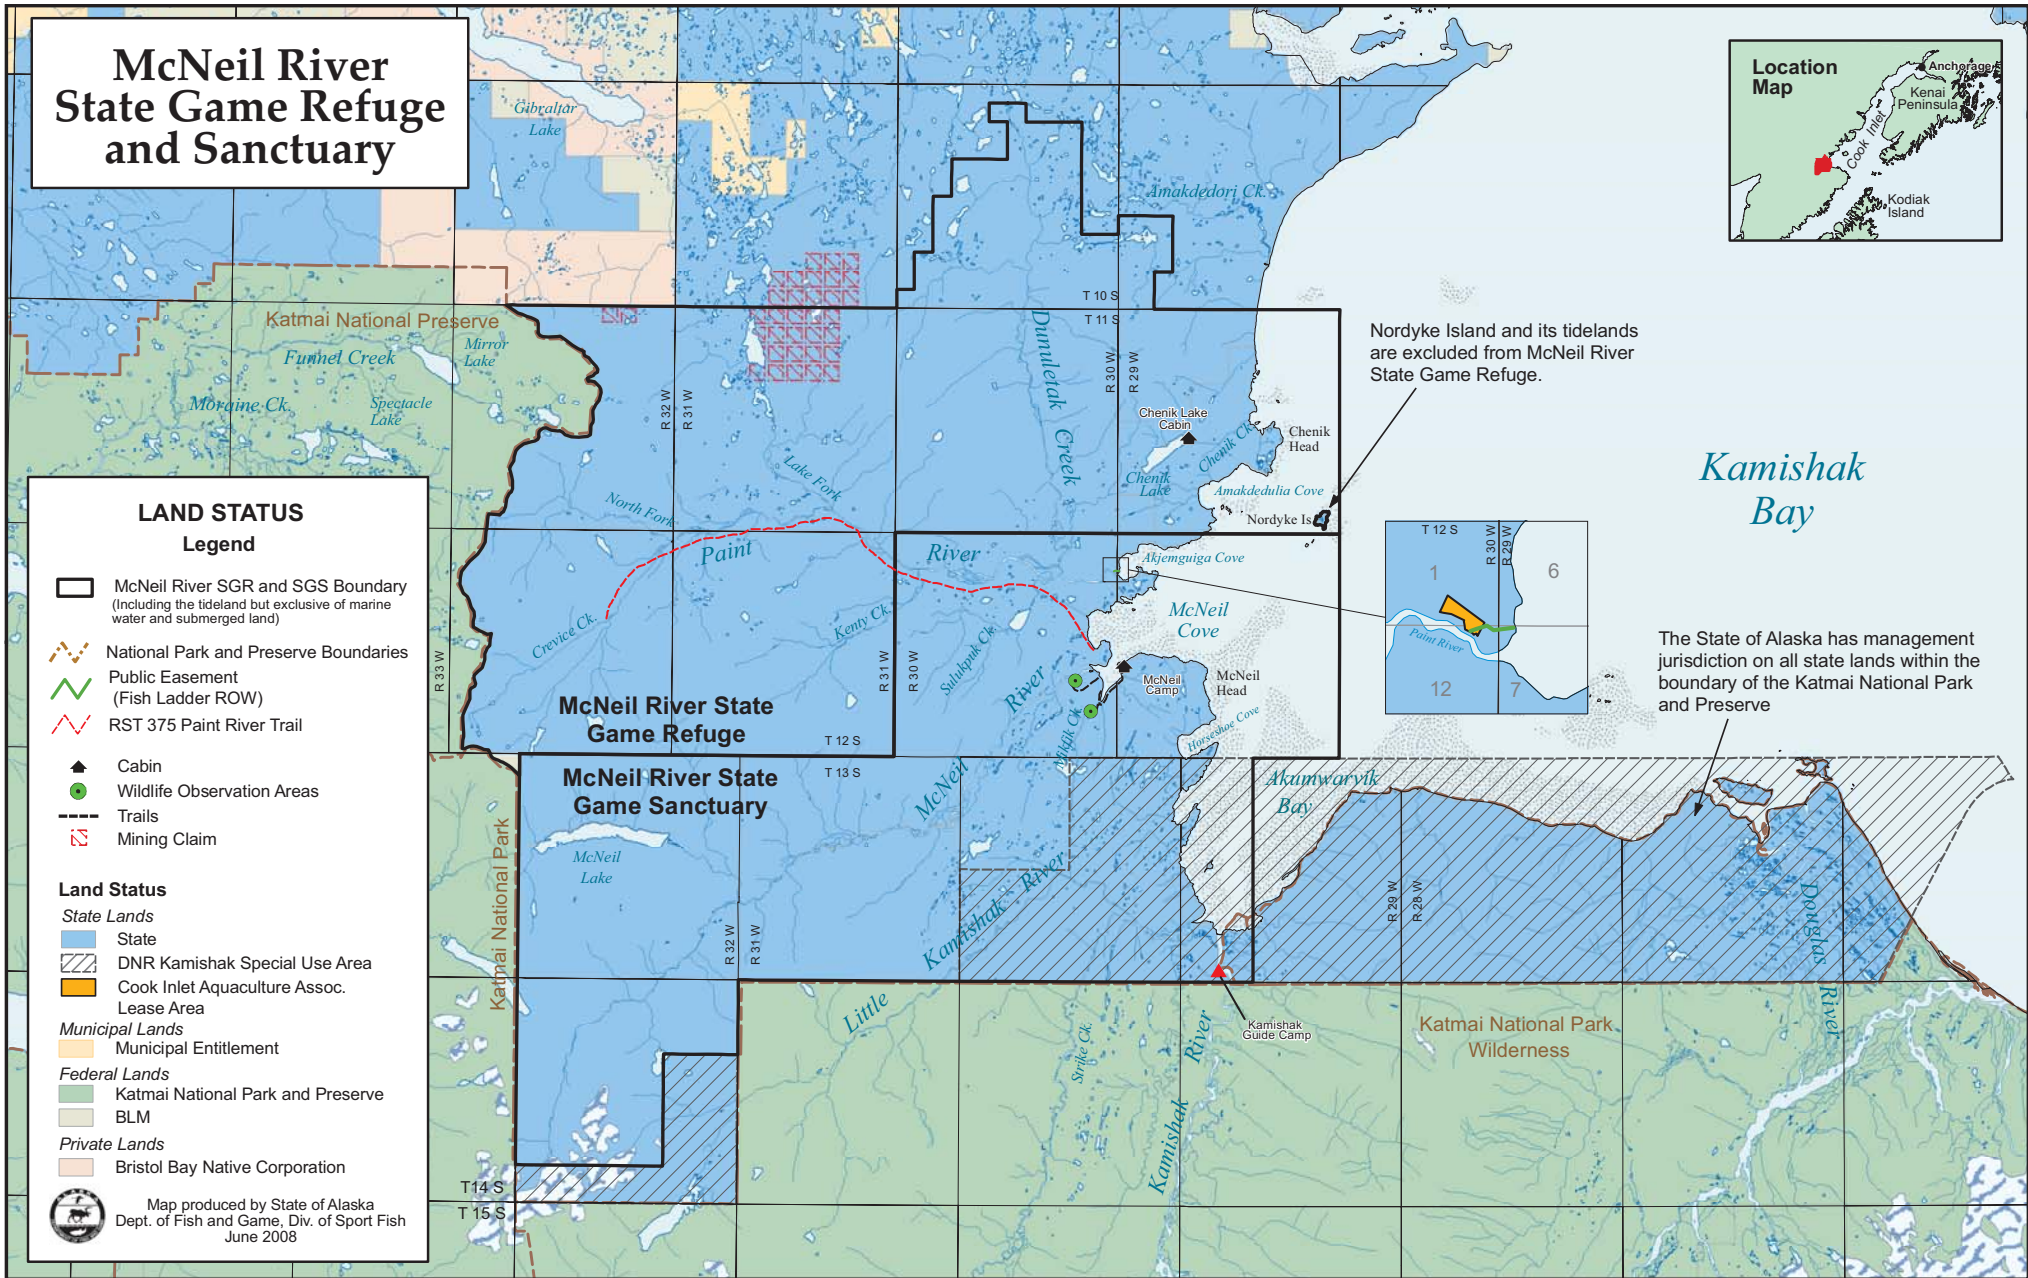 McNeil River
State Game Refuge
and Sanctuary
Location
Map
Anchorage
Kenai
Peninsula
Cook Inlet
Kodiak
Island
Gibraltar
Lake
Amakdedori Ck.
T 10 S
T 11 S
Katmai National Preserve
Funnel Creek
Mirror
Lake
Moraine Ck.
Spectacle
Lake
Dunuletak Creek
R 30 W
R 29 W
R 32 W
R 31 W
Nordyke Island and its tidelands
are excluded from McNeil River
State Game Refuge.
Chenik Lake
Cabin
Chenik Ck.
Chenik
Head
Chenik
Lake
Amakdedulia Cove
Nordyke Is.
Kamishak
Bay
Lake Fork
North Fork
Paint
River
Akjemguiga Cove
McNeil
Cove
Crevice Ck.
Kenty Ck.
Sulukpuk Ck.
R 33 W
R 31 W
R 30 W
McNeil
Camp
McNeil
Head
Horseshoe Cove
Mikfik Ck.
McNeil River
T 12 S
R 30 W
R 29 W
1
6
Paint River
12
7
The State of Alaska has management
jurisdiction on all state lands within the
boundary of the Katmai National Park
and Preserve
McNeil River State
Game Refuge
T 12 S
T 13 S
McNeil River State
Game Sanctuary
Akumwarvik
Bay
McNeil
Lake
Katmai National Park
R 32 W
R 31 W
Kamishak River
R 29 W
R 28 W
Douglas River
Little
Strike Ck.
Kamishak River
Kamishak
Guide Camp
Katmai National Park
Wilderness
T14 S
T 15 S
LAND STATUS
Legend
McNeil River SGR and SGS Boundary
(Including the tideland but exclusive of marine
water and submerged land)
National Park and Preserve Boundaries
Public Easement
(Fish Ladder ROW)
RST 375 Paint River Trail
Cabin
Wildlife Observation Areas
Trails
Mining Claim
Land Status
State Lands
State
DNR Kamishak Special Use Area
Cook Inlet Aquaculture Assoc.
Lease Area
Municipal Lands
Municipal Entitlement
Federal Lands
Katmai National Park and Preserve
BLM
Private Lands
Bristol Bay Native Corporation
Map produced by State of Alaska
Dept. of Fish and Game, Div. of Sport Fish
June 2008